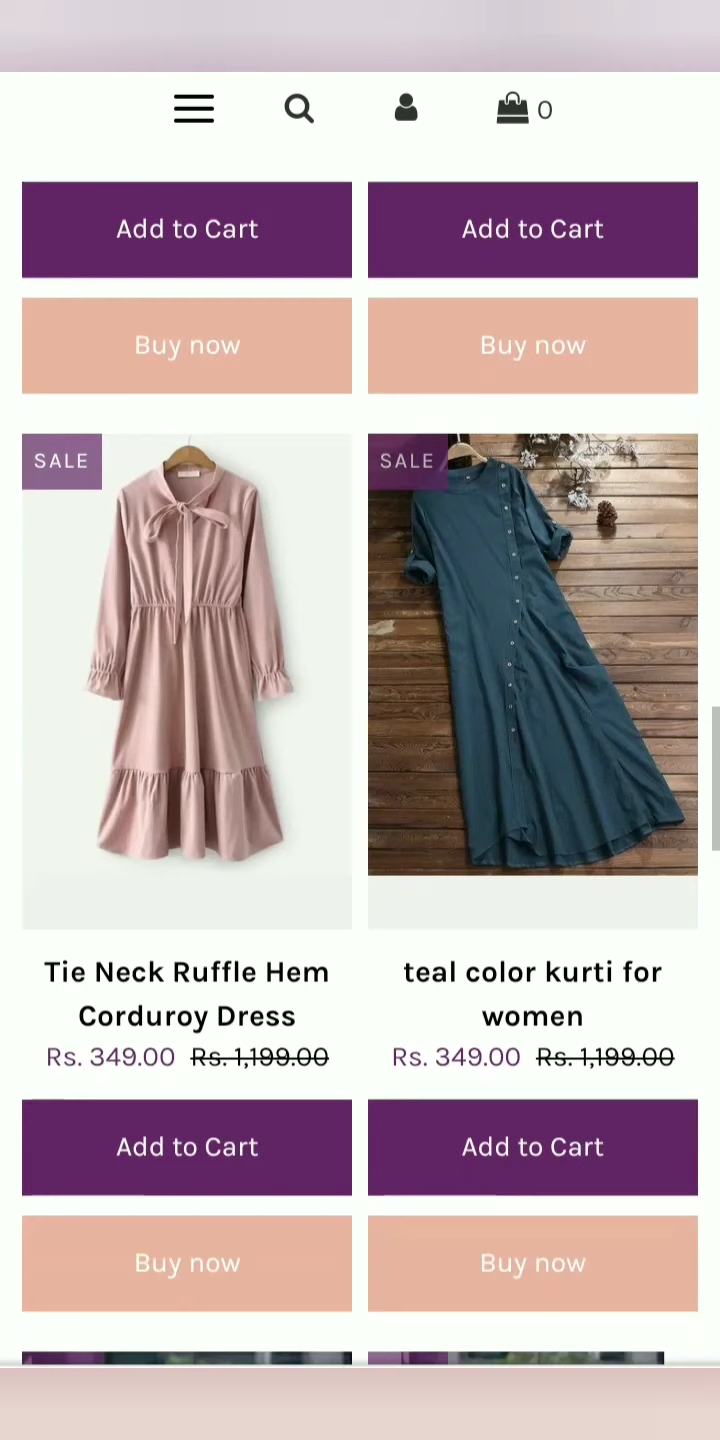 0
Add to Cart
Add to Cart
Buy now
Buy now
SALE
SALE
Tie Neck Ruffle Hem
Corduroy Dress
Rs. 349.00 Rs. 1,199.00
teal color kurti for
women
Rs. 349.00 Rs. 1,199.00
Add to Cart
Add to Cart
Buy now
Buy now